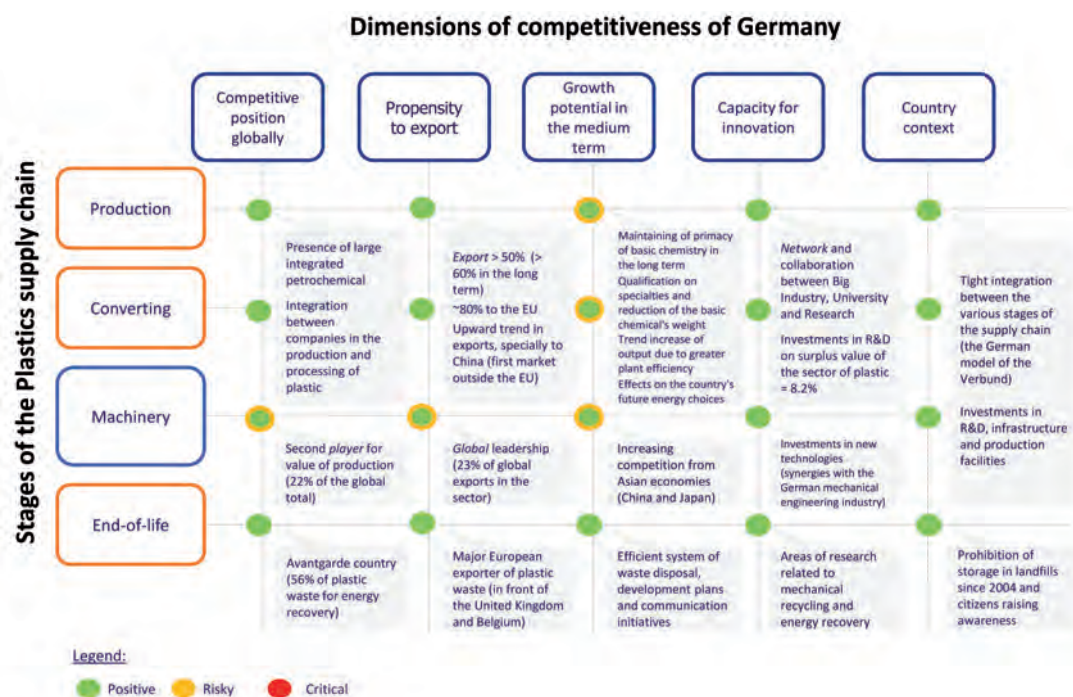 Dimensions of competitiveness of Germany
Competitive
position
globally
Propensity
to export
Growth
potential in
the medium
term
Capacity for
innovation
Country
context
Stages of the Plastics supply chain
Production
Converting
Machinery
End-of-life
Presence of large
integrated
petrochemical
Integration
between
companies in the
production and
processing of
plastic
Export > 50% (>
60% in the long
term)
~80% to the EU
Upward trend in
exports, specially to
China (first market
outside the EU)
Maintaining of primacy
of basic chemistry in
the long term
Qualification on
specialties and
reduction of the basic
chemical's weight
Trend increase of
output due to greater
plant efficiency
Effects on the country's
future energy choices
Network and
collaboration
between Big
Industry, University
and Research
Investments in R&D
on surplus value of
the sector of plastic
= 8.2%
Tight integration
between the
various stages of
the supply chain
(the German
model of the
Verbund)
Investments in
R&D, infrastructure
and production
facilities
Second player for
value of production
(22% of the global
total)
Global leadership
(23% of global
exports in the
sector)
Increasing
competition from
Asian economies
(China and Japan)
Investments in new
technologies
(synergies with the
German mechanical
engineering industry)
Avantgarde country
(56% of plastic
waste for energy
recovery)
Major European
exporter of plastic
waste (in front of
the United Kingdom
and Belgium)
Efficient system of
waste disposal,
development plans
and communication
initiatives
Areas of research
related to
mechanical
recycling and
energy recovery
Prohibition of
storage in landfills
since 2004 and
citizens raising
awareness
Legend:
Positive
Risky
Critical